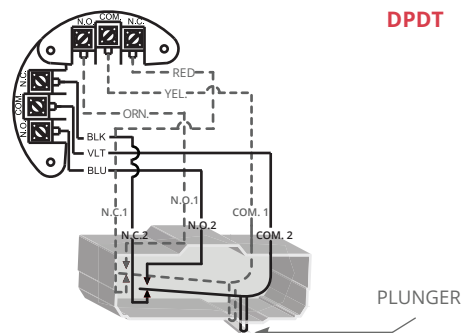 DPDT
N.O.
COM.
N.C.
N.C.
COM.
N.O.
RED
YEL.
ORN.
BLK
VLT
BLU
N.C.1
N.O.1
COM. 1
N.C.2
N.O.2
COM. 2
PLUNGER